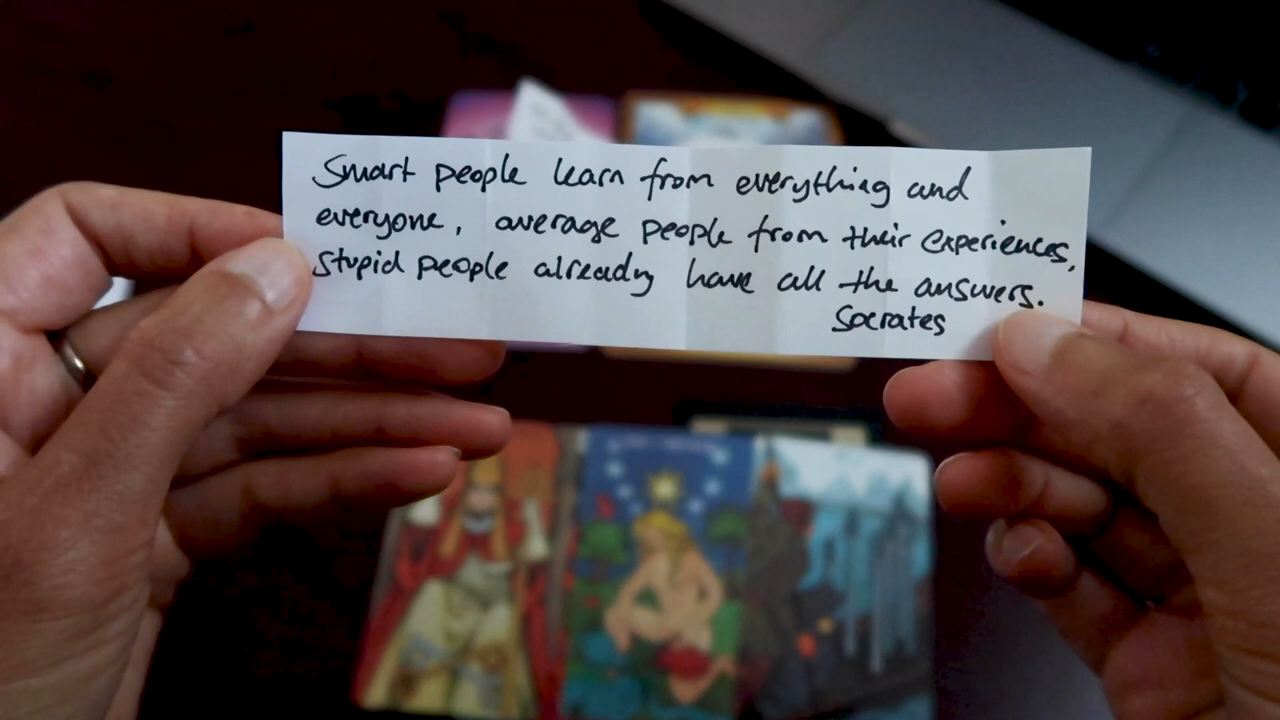 Smart people learn from everything and
everyone, average people from their experiences,
stupid people already have all the answers.
Socrates